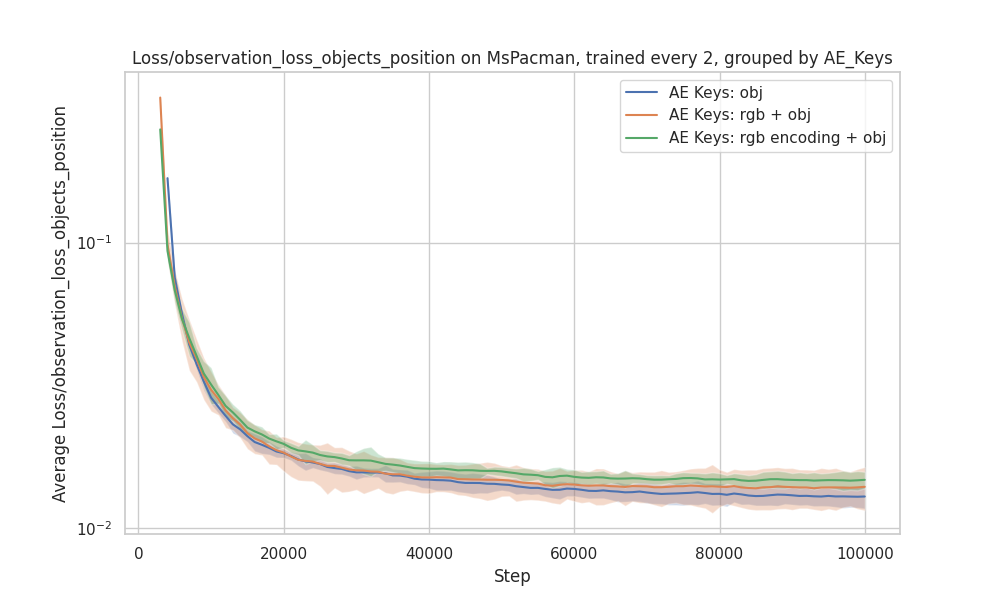 Loss/observation_loss_objects_position on MsPacman, trained every 2, grouped by AE_Keys
AE Keys: obj
AE Keys: rgb + obj
AE Keys: rgb encoding + obj
Average Loss/observation_loss_objects_position
10⁻¹
10⁻²
0 20000 40000 60000 80000 100000
Step